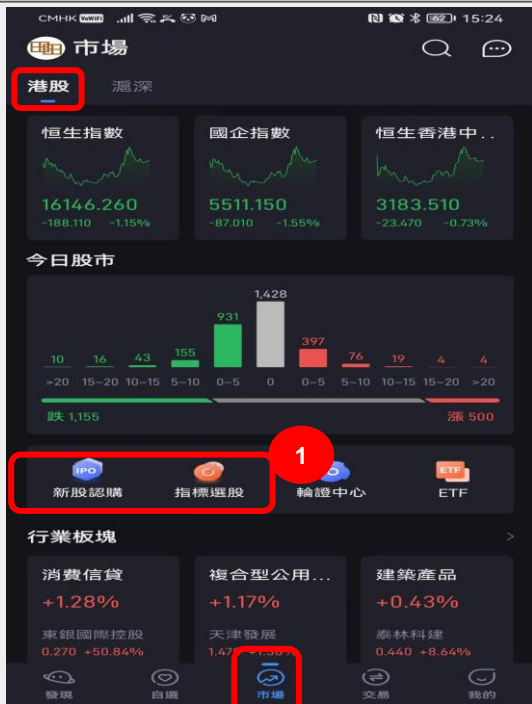 CMHK VoWiFi 62 15:24
市場
港股 滬深
恒生指數 國企指數 恒生香港中..
16146.260 5511.150 3183.510
-188.110 -1.15% -87.010 -1.55% -23.470 -0.73%
今日股市
1,428
931
397
155
76
10 16 43 19 4 4
>20 15~20 10~15 5~10 0~5 0 0~5 5~10 10~15 15~20 >20
跌 1,155 漲 500
1
IPO ETF
新股認購 指標選股 輪證中心 ETF
行業板塊 >
消費信貸 複合型公用... 建築產品
+1.28% +1.17% +0.43%
東銀國際控股 天津發展 泰林科建
0.270 +50.84% 0.440 +8.64%
發現 自選 市場 交易 我的